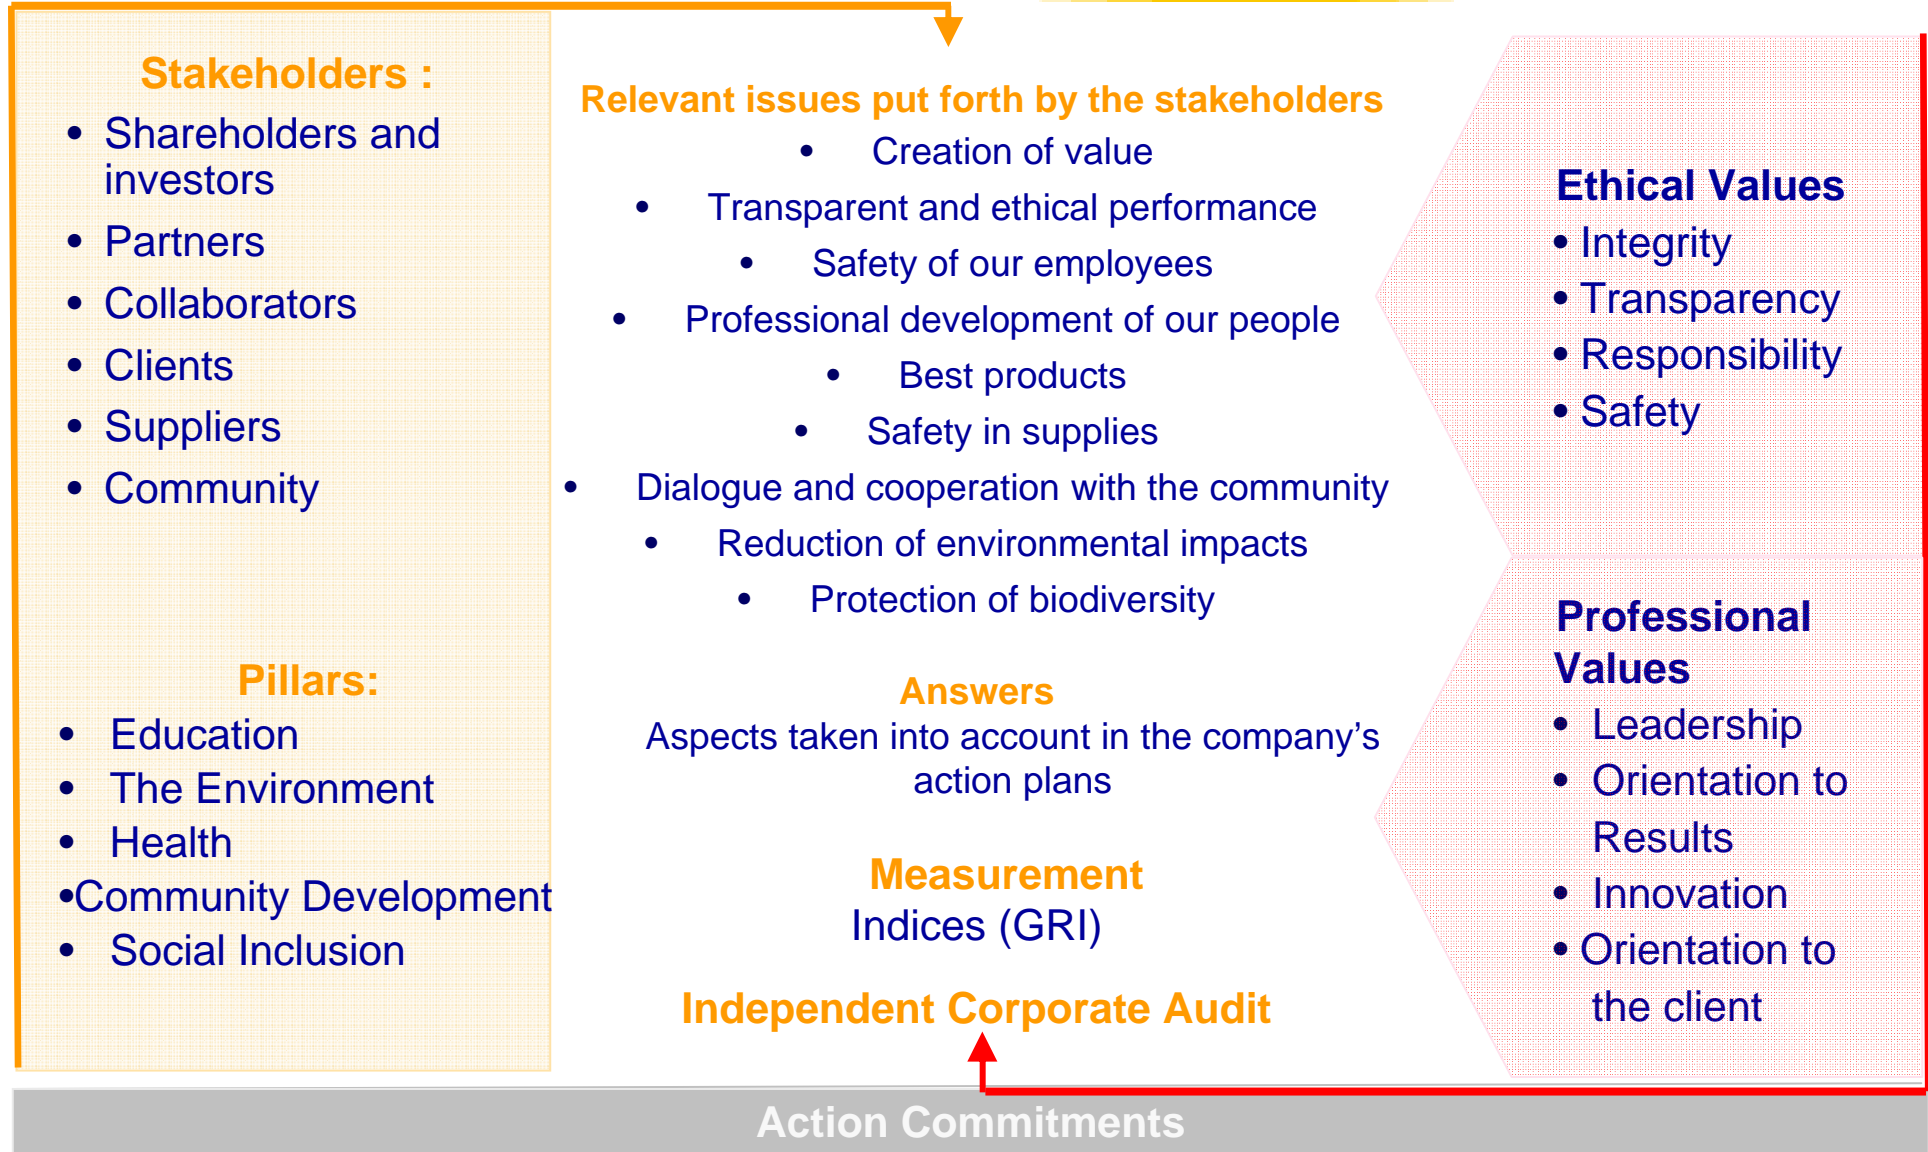 Stakeholders :
• Shareholders and
investors
• Partners
• Collaborators
• Clients
• Suppliers
• Community
Pillars:
• Education
• The Environment
• Health
•Community Development
• Social Inclusion
Relevant issues put forth by the stakeholders
• Creation of value
• Transparent and ethical performance
• Safety of our employees
• Professional development of our people
• Best products
• Safety in supplies
• Dialogue and cooperation with the community
• Reduction of environmental impacts
• Protection of biodiversity
Answers
Aspects taken into account in the company’s
action plans
Measurement
Indices (GRI)
Independent Corporate Audit
Ethical Values
• Integrity
• Transparency
• Responsibility
• Safety
Professional
Values
• Leadership
• Orientation to
Results
• Innovation
• Orientation to
the client
Action Commitments